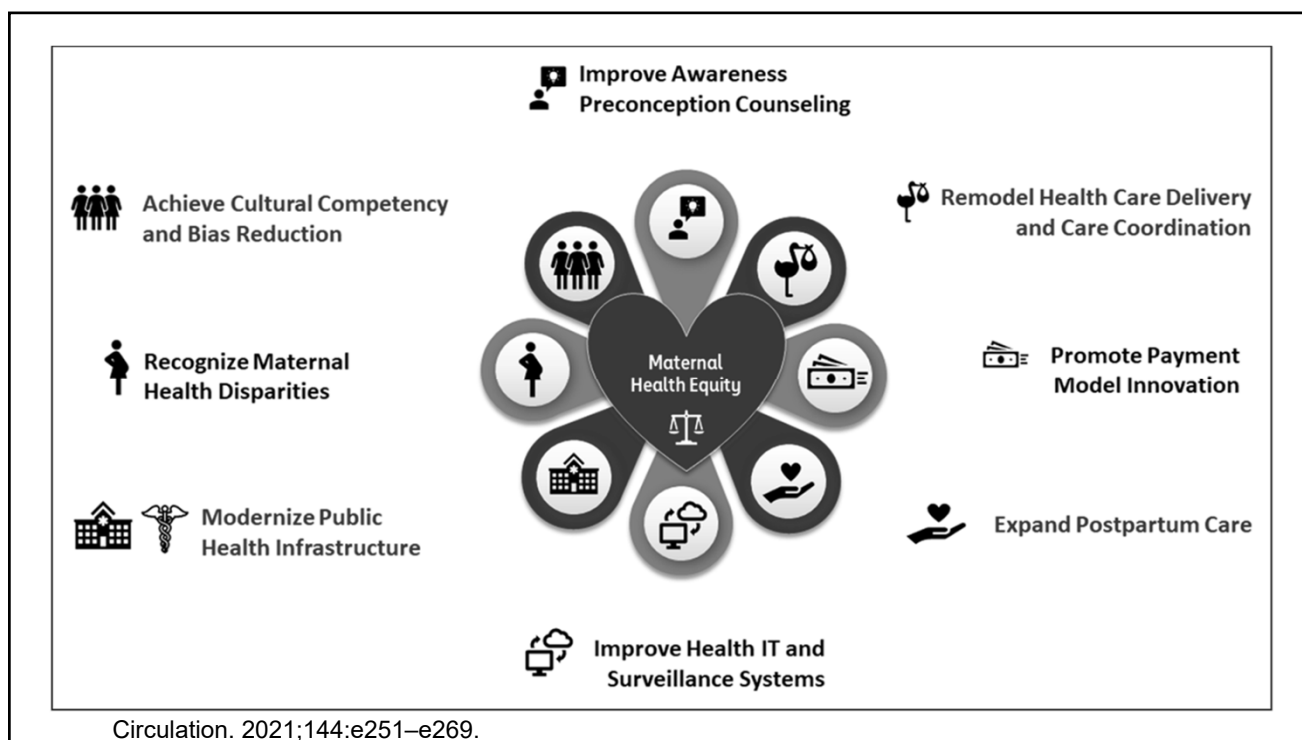 Improve Awareness
Preconception Counseling
Achieve Cultural Competency
and Bias Reduction
Remodel Health Care Delivery
and Care Coordination
Maternal
Health Equity
Recognize Maternal
Health Disparities
Promote Payment
Model Innovation
Modernize Public
Health Infrastructure
Expand Postpartum Care
Improve Health IT and
Surveillance Systems
Circulation. 2021;144:e251–e269.